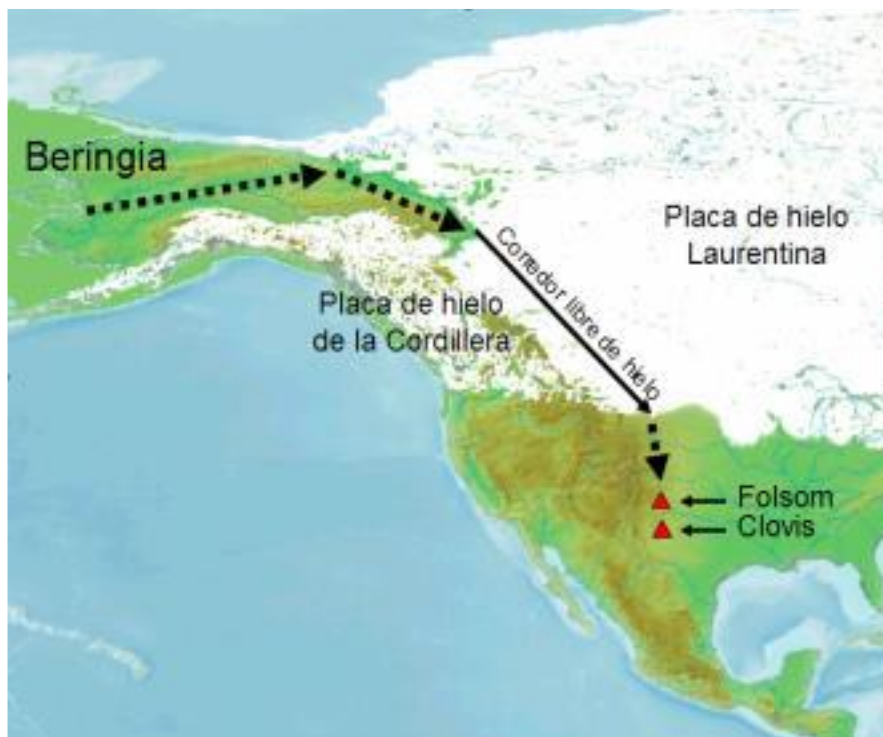 Beringia
Placa de hielo
Laurentina
Corredor libre de hielo
Placa de hielo
de la Cordillera
Folsom
Clovis